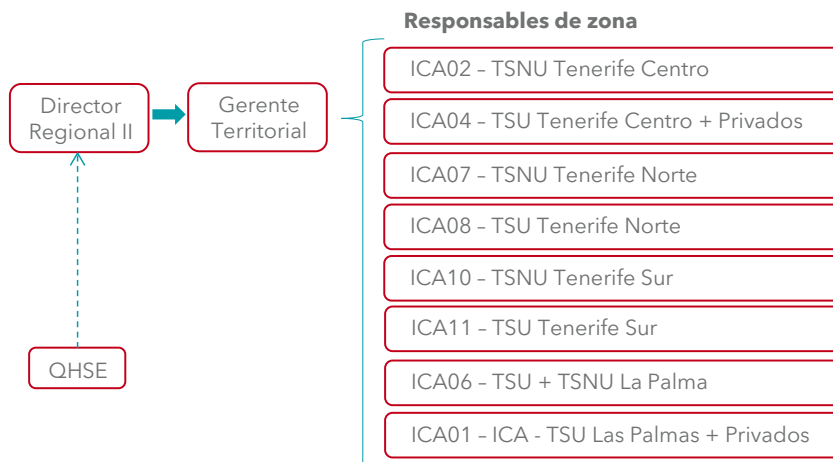 Responsables de zona
Director
Regional II
Gerente
Territorial
QHSE
ICA02 – TSNU Tenerife Centro
ICA04 – TSU Tenerife Centro + Privados
ICA07 – TSNU Tenerife Norte
ICA08 – TSU Tenerife Norte
ICA10 – TSNU Tenerife Sur
ICA11 – TSU Tenerife Sur
ICA06 – TSU + TSNU La Palma
ICA01 – ICA - TSU Las Palmas + Privados